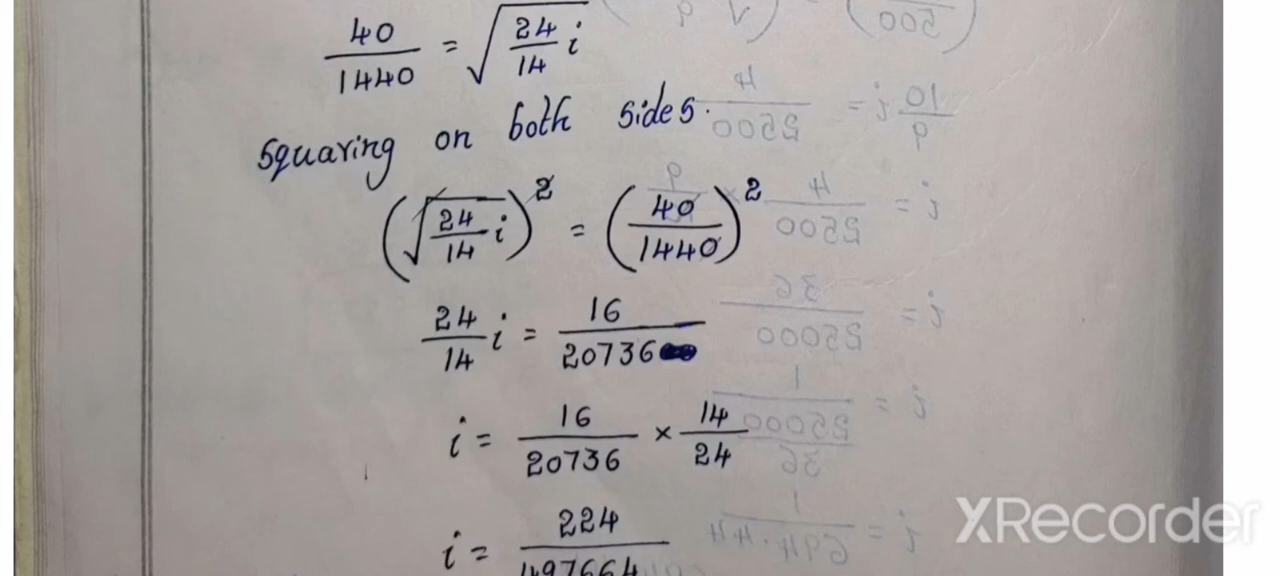 40/1440 = √(24/14 i)
squaring on both sides.
(√(24/14 i))² = (40/1440)²
24/14 i = 16/20736
i = 16/20736 × 14/24
i = 224/497664
XRecorder